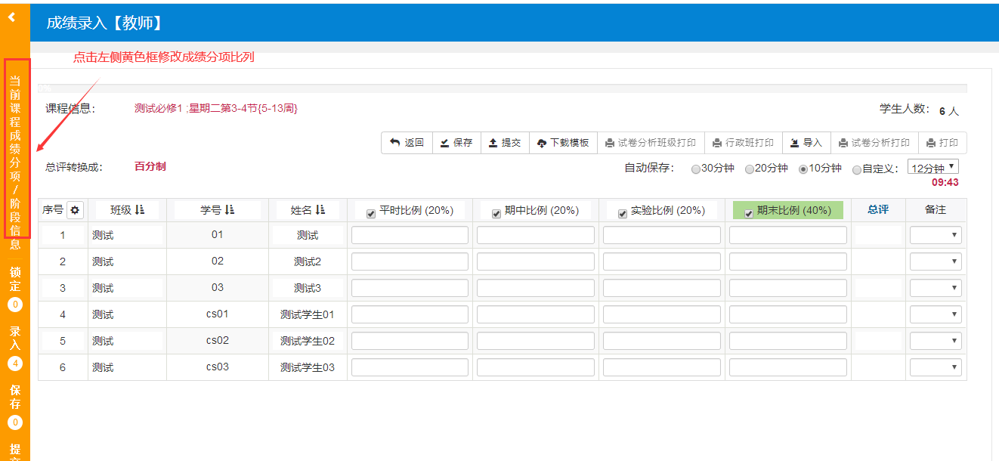 成绩录入【教师】
点击左侧黄色框修改成绩分项比列
当前课程成绩分项/阶段信息
锁定
0
录入
4
保存
0
提交
0%
课程信息： 测试必修1 ;星期二第3-4节{5-13周} 学生人数： 6 人
返回 保存 提交 下载模板 试卷分析班级打印 行政班打印 导入 试卷分析打印 打印
总评转换成： 百分制 自动保存： 30分钟 20分钟 10分钟 自定义： 12分钟
09:43
序号 班级 学号 姓名 平时比例 (20%) 期中比例 (20%) 实验比例 (20%) 期末比例 (40%) 总评 备注
1 测试 01 测试
2 测试 02 测试2
3 测试 03 测试3
4 测试 cs01 测试学生01
5 测试 cs02 测试学生02
6 测试 cs03 测试学生03